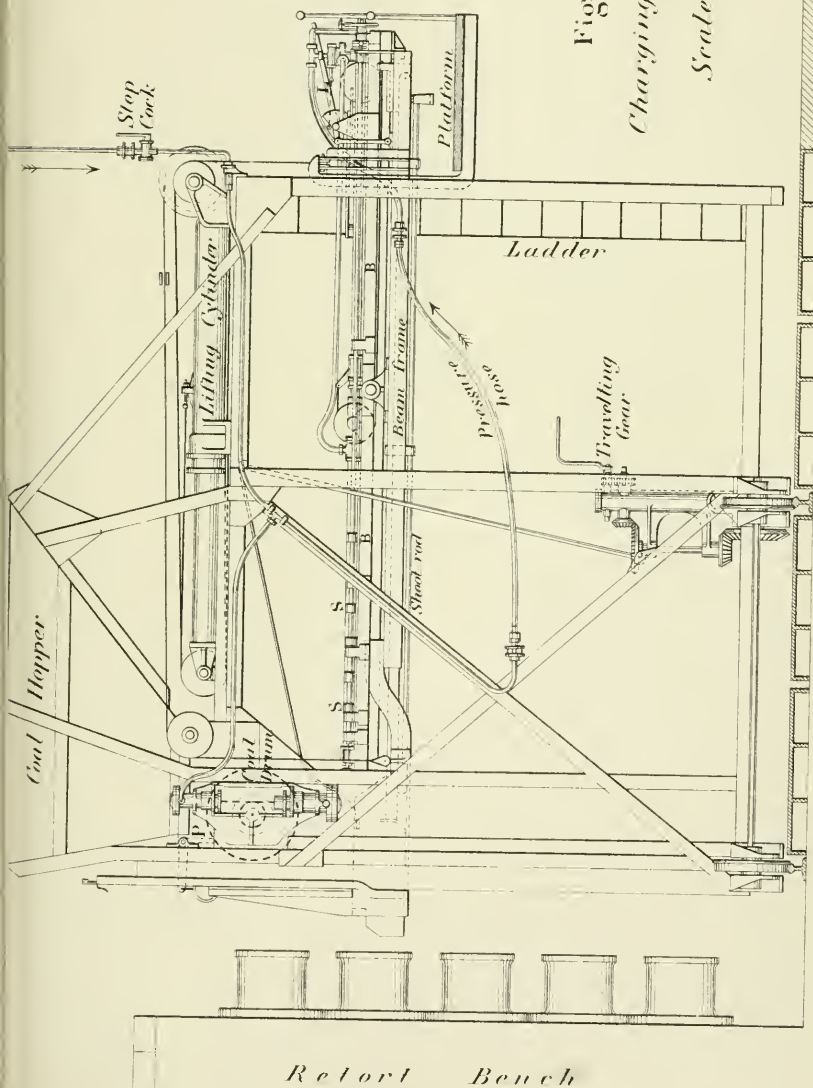 Fig
Charging
Scale
Stop
Cock
Platform
Coal Hopper
Lifting Cylinder
Ladder
B
Beam frame
Pressure
hose
Travelling
Gear
B
S
S
Shoot rod
Coal
Drum
P
Retort Bench